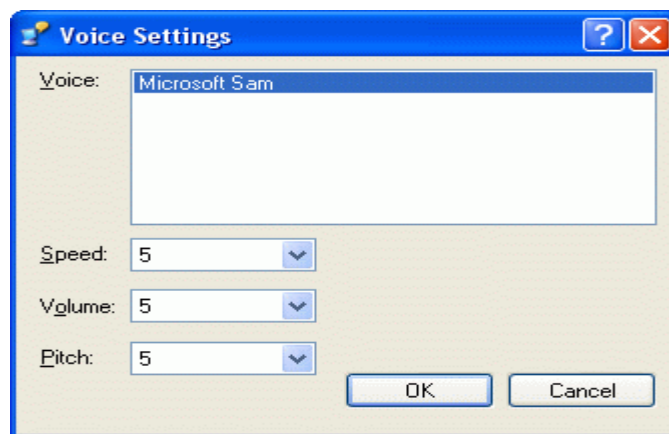 Voice Settings
?
Voice: Microsoft Sam
Speed: 5
Volume: 5
Pitch: 5
OK Cancel